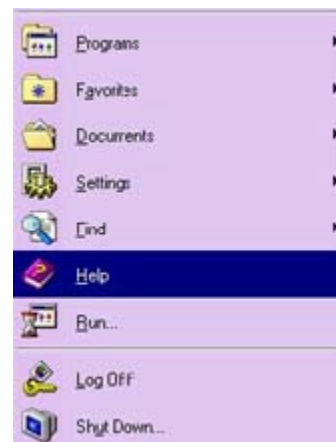 Programs
Favorites
Documents
Settings
Find
Help
Run...
Log Off
Shut Down...